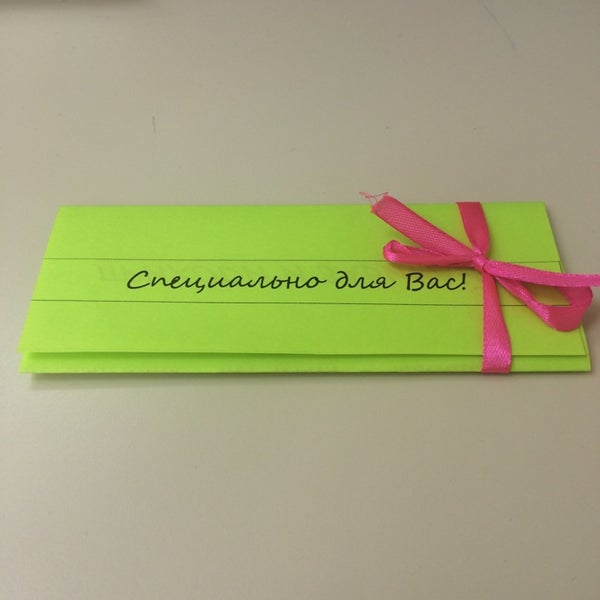 Специально для Вас!